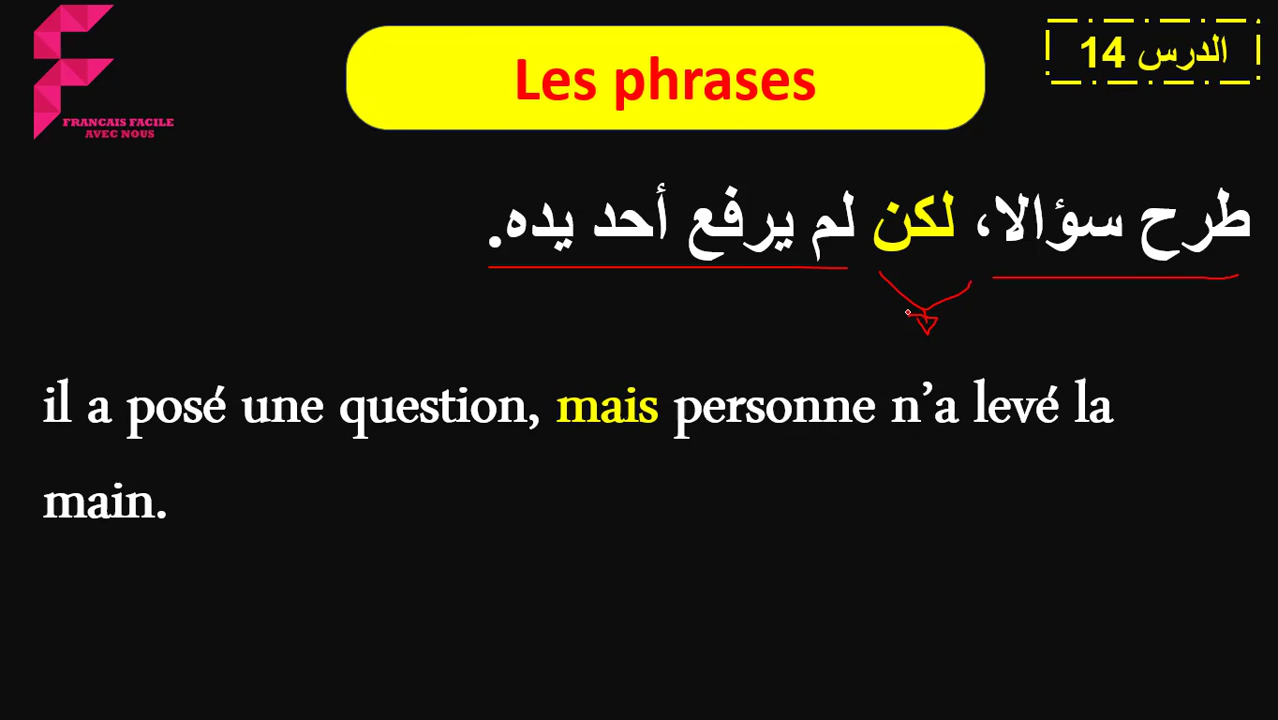 FRANCAIS FACILE
AVEC NOUS
Les phrases
الدرس 14
طرح سؤالا، لكن لم يرفع أحد يده.
il a posé une question, mais personne n’a levé la
main.